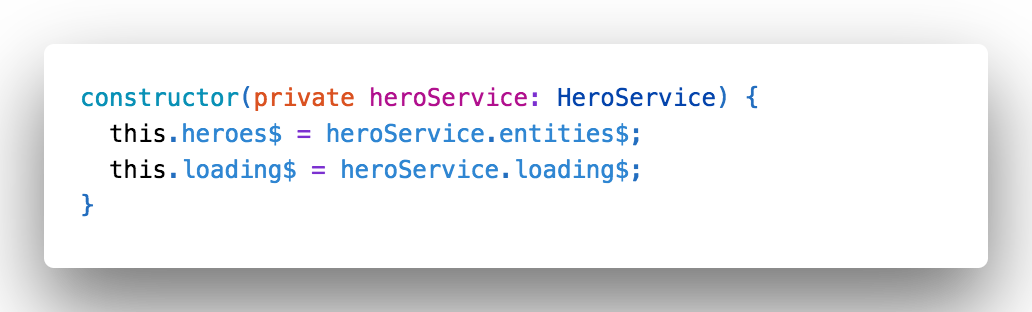 constructor(private heroService: HeroService) {
  this.heroes$ = heroService.entities$;
  this.loading$ = heroService.loading$;
}